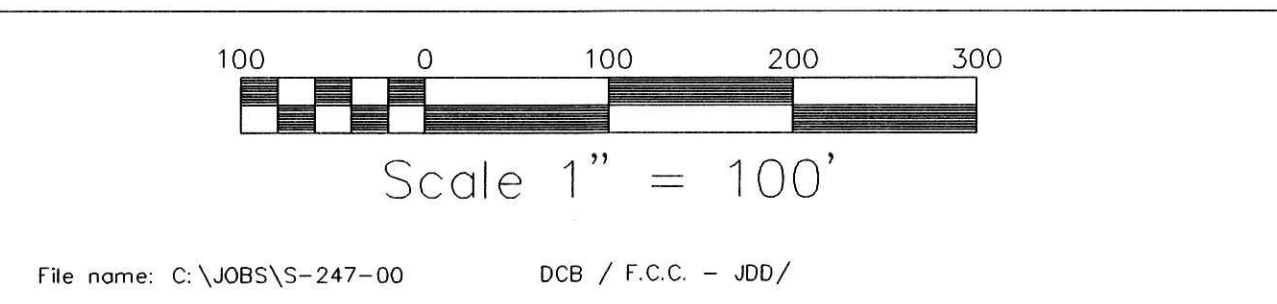 100 0 100 200 300
Scale 1" = 100'
File name: C:\JOBS\S-247-00 DCB / F.C.C. - JDD/